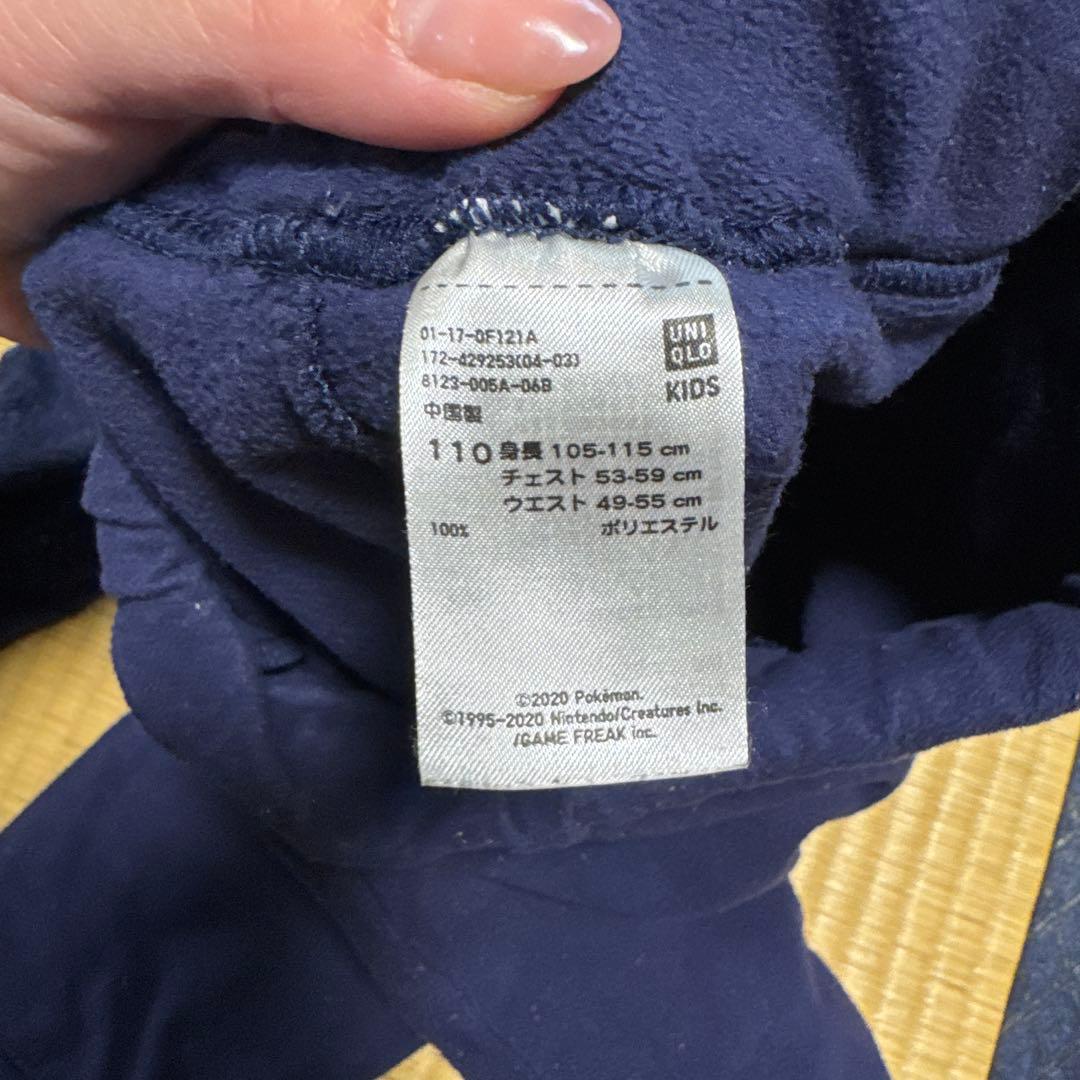 01-17-0F121A
172-429253(04-03)
8123-005A-06B
中国製
UNI
QLO
KIDS
110 身長 105-115 cm
チェスト 53-59 cm
ウエスト 49-55 cm
100% ポリエステル
©2020 Pokémon.
©1995-2020 Nintendo/Creatures Inc.
/GAME FREAK inc.